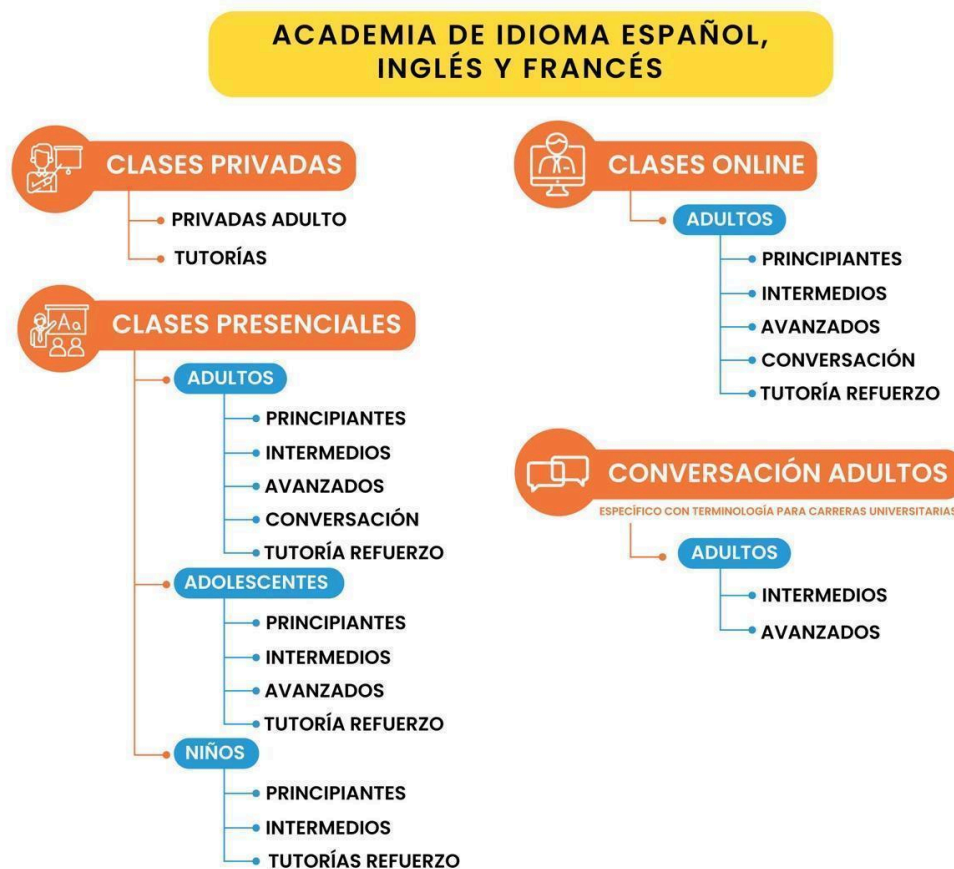 ACADEMIA DE IDIOMA ESPAÑOL,
INGLÉS Y FRANCÉS
CLASES PRIVADAS
PRIVADAS ADULTO
TUTORÍAS
CLASES PRESENCIALES
Aa
ADULTOS
PRINCIPIANTES
INTERMEDIOS
AVANZADOS
CONVERSACIÓN
TUTORÍA REFUERZO
ADOLESCENTES
PRINCIPIANTES
INTERMEDIOS
AVANZADOS
TUTORÍA REFUERZO
NIÑOS
PRINCIPIANTES
INTERMEDIOS
TUTORÍAS REFUERZO
CLASES ONLINE
ADULTOS
PRINCIPIANTES
INTERMEDIOS
AVANZADOS
CONVERSACIÓN
TUTORÍA REFUERZO
CONVERSACIÓN ADULTOS
ESPECÍFICO CON TERMINOLOGÍA PARA CARRERAS UNIVERSITARIAS
ADULTOS
INTERMEDIOS
AVANZADOS